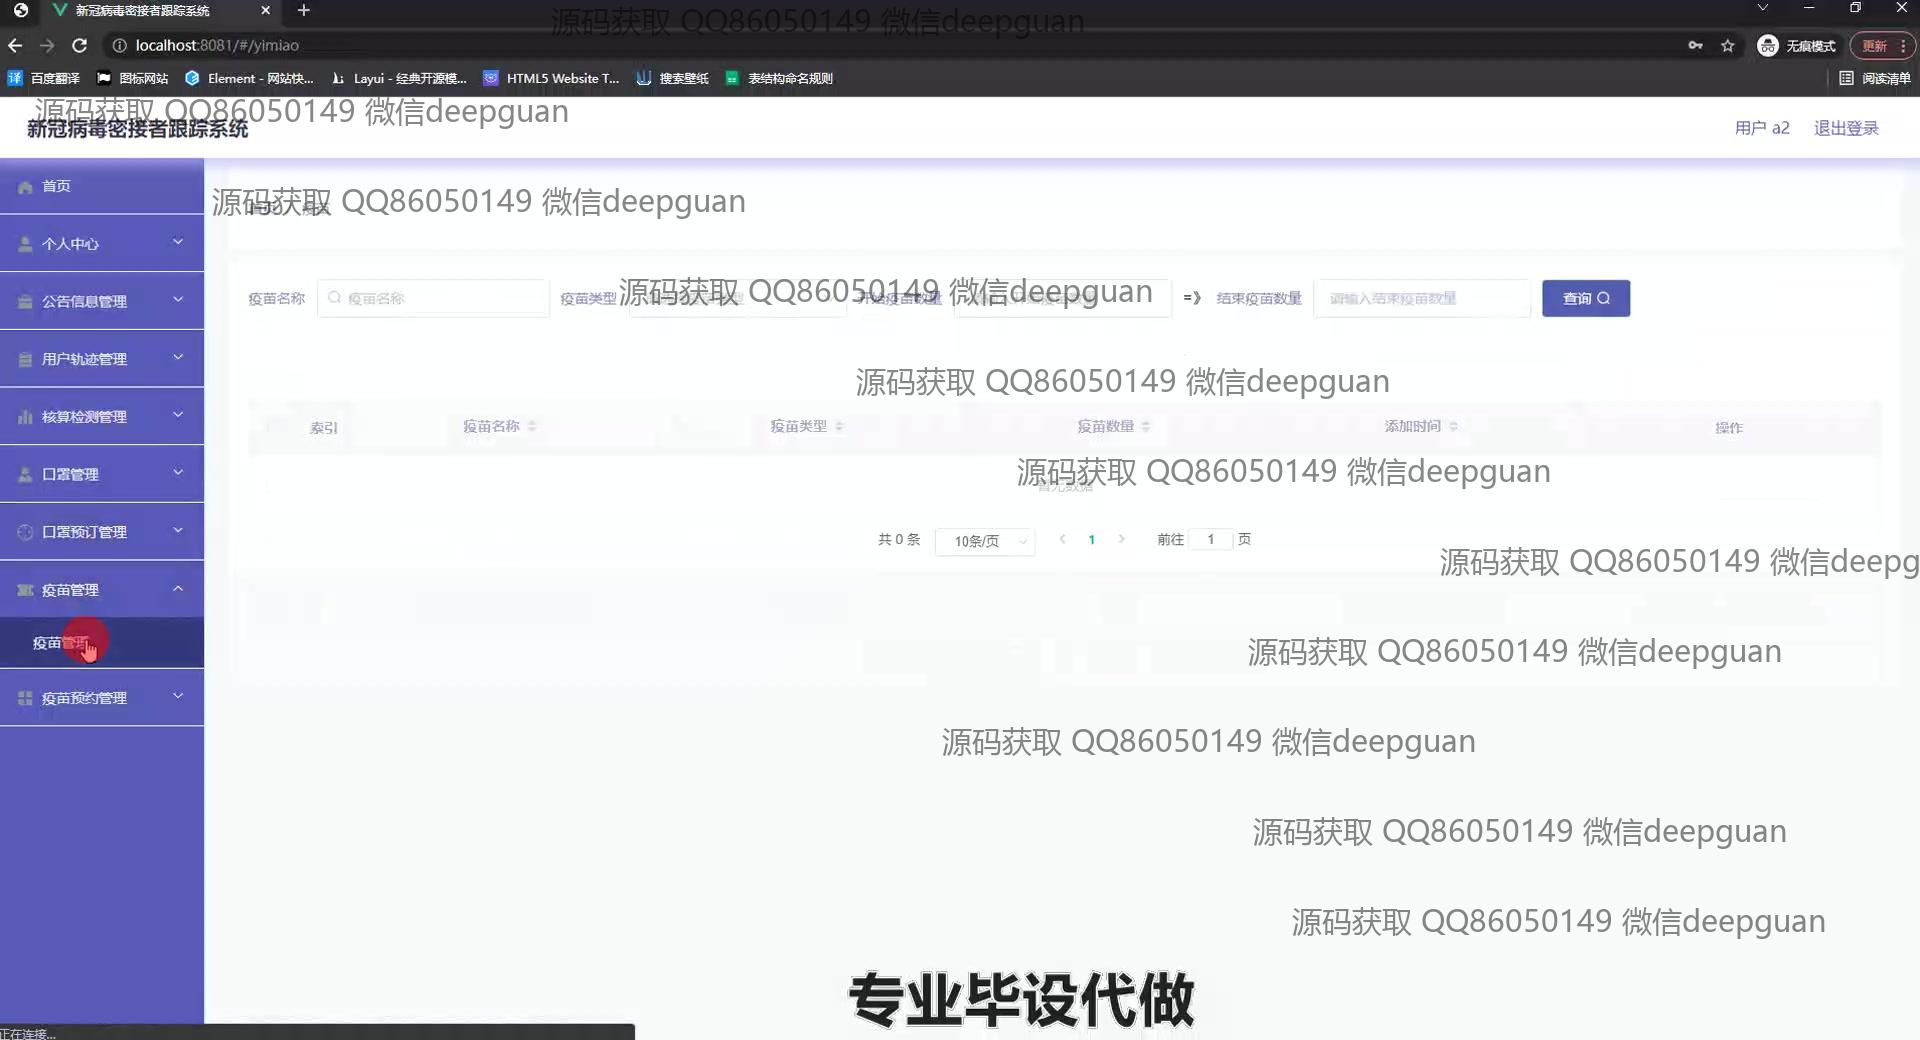 新冠病毒密接者跟踪系统
源码获取 QQ86050149 微信deepguan
localhost:8081/#/yimiao
无痕模式
更新
百度翻译
图标网站
Element - 网站快...
Layui - 经典开源模...
HTML5 Website T...
搜索壁纸
表结构命名规则
阅读清单
源码获取 QQ86050149 微信deepguan
新冠病毒密接者跟踪系统
用户 a2
退出登录
首页
个人中心
公告信息管理
用户轨迹管理
核算检测管理
口罩管理
口罩预订管理
疫苗管理
疫苗管理
疫苗预约管理
源码获取 QQ86050149 微信deepguan
疫苗名称
疫苗名称
疫苗类型
源码获取 QQ86050149 微信deepguan
开始疫苗数量
=》
结束疫苗数量
请输入结束疫苗数量
查询
源码获取 QQ86050149 微信deepguan
索引
疫苗名称
疫苗类型
疫苗数量
添加时间
操作
源码获取 QQ86050149 微信deepguan
暂无数据
共 0 条
10条/页
1
前往
1
页
源码获取 QQ86050149 微信deepg
源码获取 QQ86050149 微信deepguan
源码获取 QQ86050149 微信deepguan
源码获取 QQ86050149 微信deepguan
源码获取 QQ86050149 微信deepguan
专业毕设代做
正在连接...